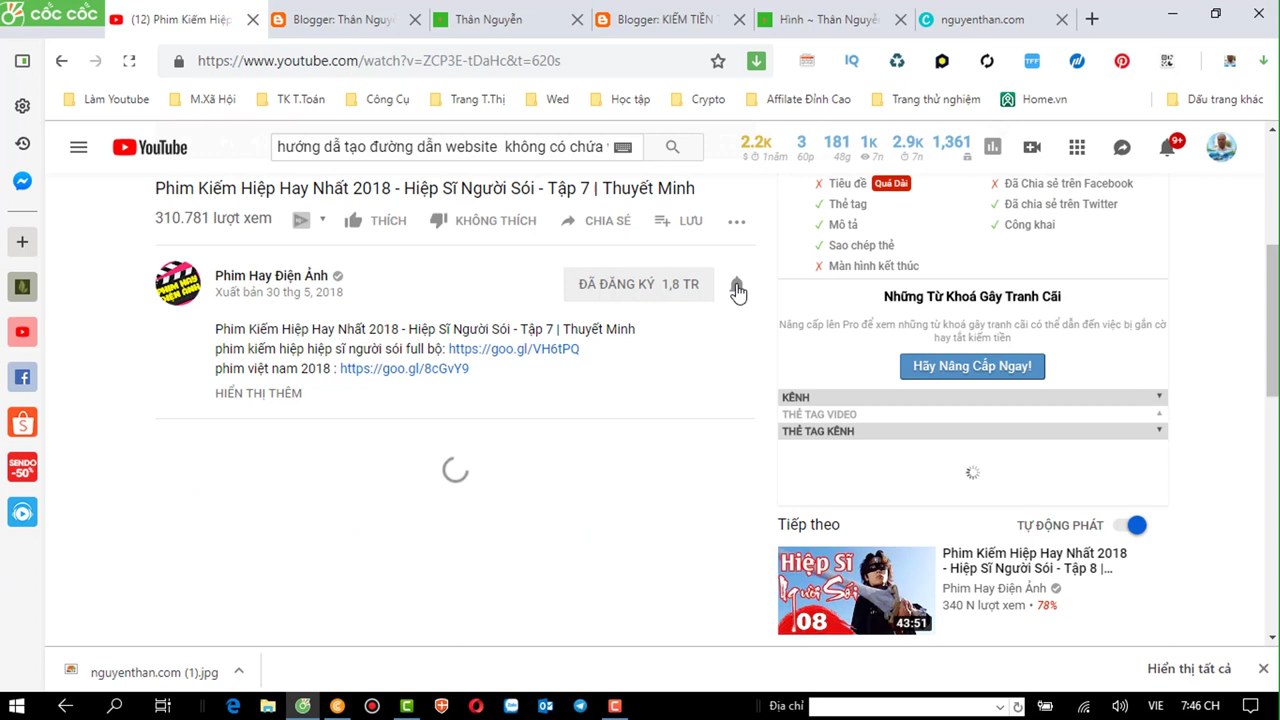 cốc cốc
(12) Phim Kiếm Hiệp
Blogger: Thân Nguyễ
Thân Nguyễn
Blogger: KIẾM TIỀN
Hình ~ Thân Nguyễ
nguyenthan.com
https://www.youtube.com/watch?v=ZCP3E-tDaHc&t=620s
IQ
TFF
Làm Youtube
M.Xã Hội
TK T.Toán
Công Cụ
Trang T.Thị
Wed
Học tập
Crypto
Affilate Đỉnh Cao
Trang thử nghiệm
Home.vn
Dấu trang khác
YouTube
hướng dẫ tạo đường dẫn website không có chứa
2.2K 3 181 1K 2.9K 1,361
1năm 60p 48g 7n 7n
9+
Phim Kiếm Hiệp Hay Nhất 2018 - Hiệp Sĩ Người Sói - Tập 7 | Thuyết Minh
310.781 lượt xem
THÍCH
KHÔNG THÍCH
CHIA SẺ
LƯU
Phim Hay Điện Ảnh
Xuất bản 30 thg 5, 2018
ĐÃ ĐĂNG KÝ 1,8 TR
Phim Kiếm Hiệp Hay Nhất 2018 - Hiệp Sĩ Người Sói - Tập 7 | Thuyết Minh
phim kiếm hiệp hiệp sĩ người sói full bộ: https://goo.gl/VH6tPQ
phim việt nam 2018 : https://goo.gl/8cGvY9
HIỂN THỊ THÊM
Tiêu đề Quá Dài
Thẻ tag
Mô tả
Sao chép thẻ
Màn hình kết thúc
Đã Chia sẻ trên Facebook
Đã chia sẻ trên Twitter
Công khai
Những Từ Khoá Gây Tranh Cãi
Nâng cấp lên Pro để xem những từ khoá gây tranh cãi có thể dẫn đến việc bị gắn cờ
hay tắt kiếm tiền
Hãy Nâng Cấp Ngay!
KÊNH
THẺ TAG VIDEO
THẺ TAG KÊNH
Tiếp theo
TỰ ĐỘNG PHÁT
Hiệp Sĩ
Người Sói
08
43:51
Phim Kiếm Hiệp Hay Nhất 2018
- Hiệp Sĩ Người Sói - Tập 8 |...
Phim Hay Điện Ảnh
340 N lượt xem • 78%
SENDO
-50%
nguyenthan.com (1).jpg
Hiển thị tất cả
Địa chỉ
VIE
7:46 CH